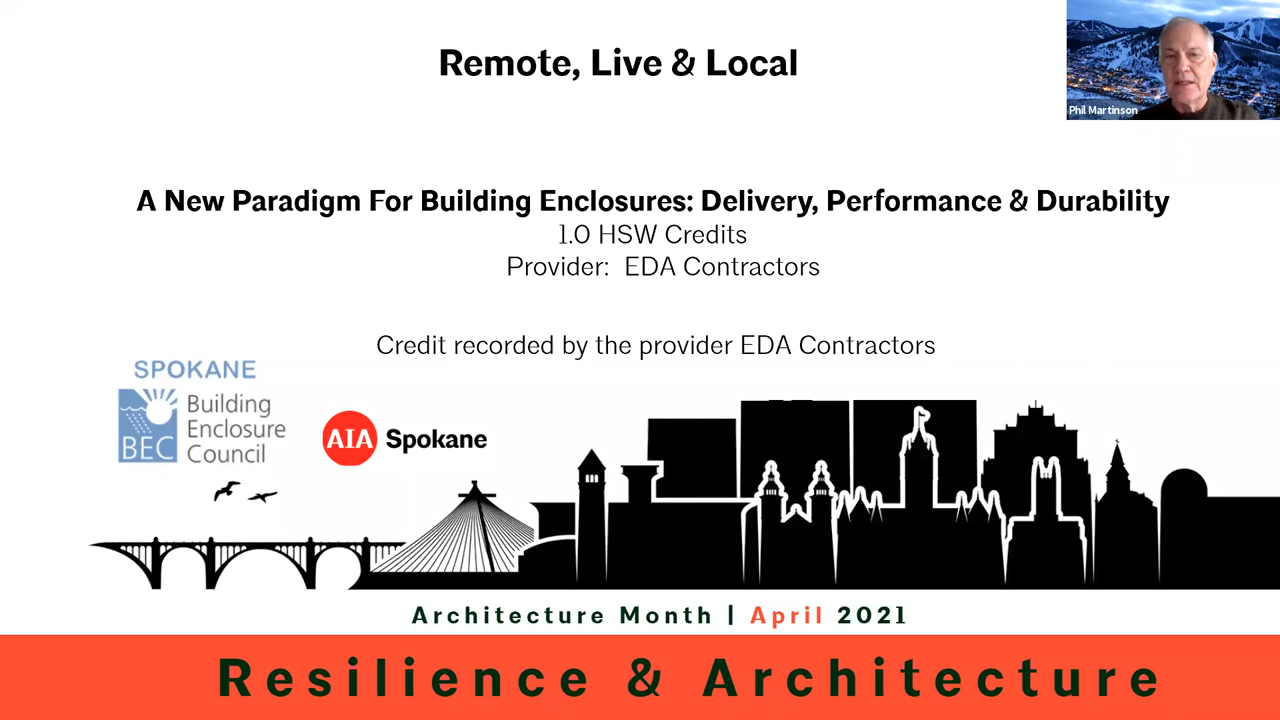 Remote, Live & Local
Phil Martinson
A New Paradigm For Building Enclosures: Delivery, Performance & Durability
1.0 HSW Credits
Provider: EDA Contractors
Credit recorded by the provider EDA Contractors
SPOKANE
BEC
Building
Enclosure
Council
AIA Spokane
Architecture Month | April 2021
Resilience & Architecture